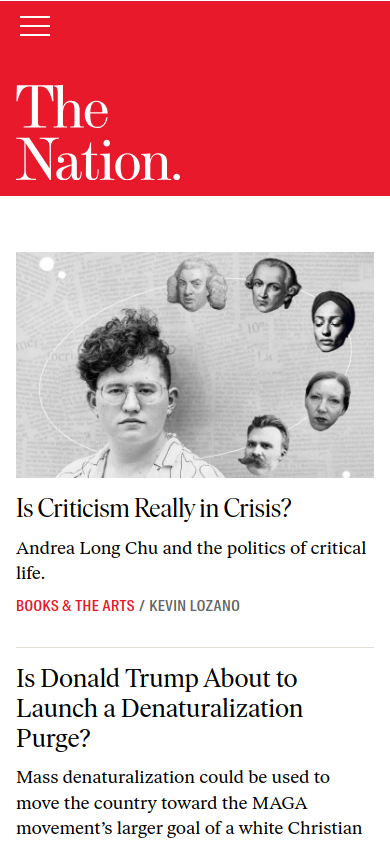 The
Nation.
Is Criticism Really in Crisis?
Andrea Long Chu and the politics of critical
life.
BOOKS & THE ARTS / KEVIN LOZANO
Is Donald Trump About to
Launch a Denaturalization
Purge?
Mass denaturalization could be used to
move the country toward the MAGA
movement’s larger goal of a white Christian